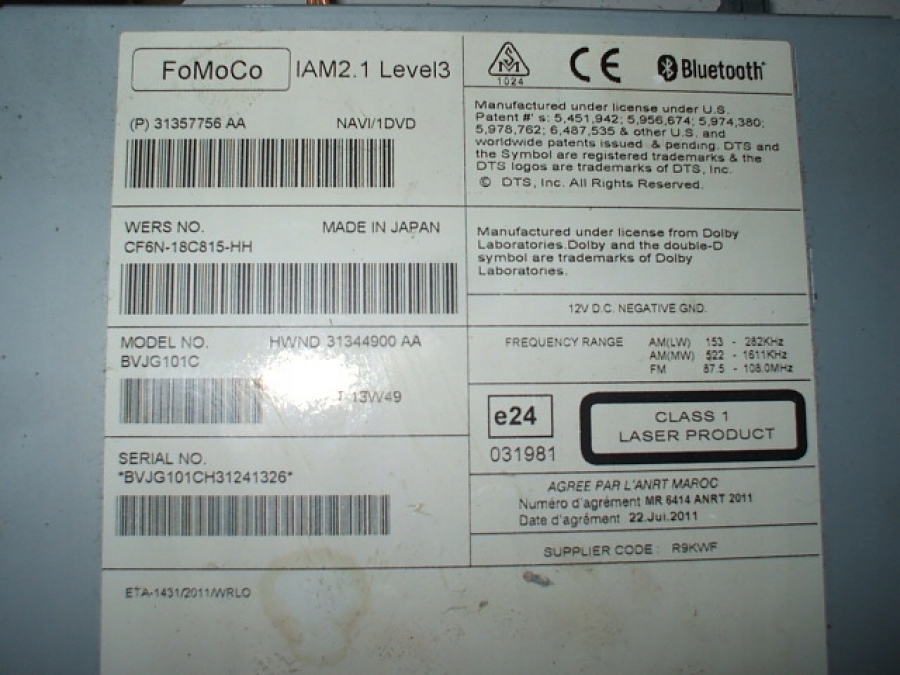 FoMoCo IAM2.1 Level3
(P) 31357756 AA NAVI/1DVD
WERS NO. MADE IN JAPAN
CF6N-18C815-HH
MODEL NO. HWND 31344900 AA
BVJG101C
13W49
SERIAL NO.
*BVJG101CH31241326*
ETA-1431/2011/WRLO
1024
CE
Bluetooth
Manufactured under license under U.S.
Patent #' s: 5,451,942; 5,956,674; 5,974,380;
5,978,762; 6,487,535 & other U.S. and
worldwide patents issued & pending. DTS and
the Symbol are registered trademarks & the
DTS logos are trademarks of DTS, Inc.
© DTS, Inc. All Rights Reserved.
Manufactured under license from Dolby
Laboratories.Dolby and the double-D
symbol are trademarks of Dolby
Laboratories.
12V D.C. NEGATIVE GND.
FREQUENCY RANGE AM(LW) 153 - 282KHz
AM(MW) 522 - 1611KHz
FM 87.5 - 108.0MHz
e24
031981
CLASS 1
LASER PRODUCT
AGREE PAR L'ANRT MAROC
Numéro d'agrément MR 6414 ANRT 2011
Date d'agrément 22.Jui.2011
SUPPLIER CODE : R9KWF